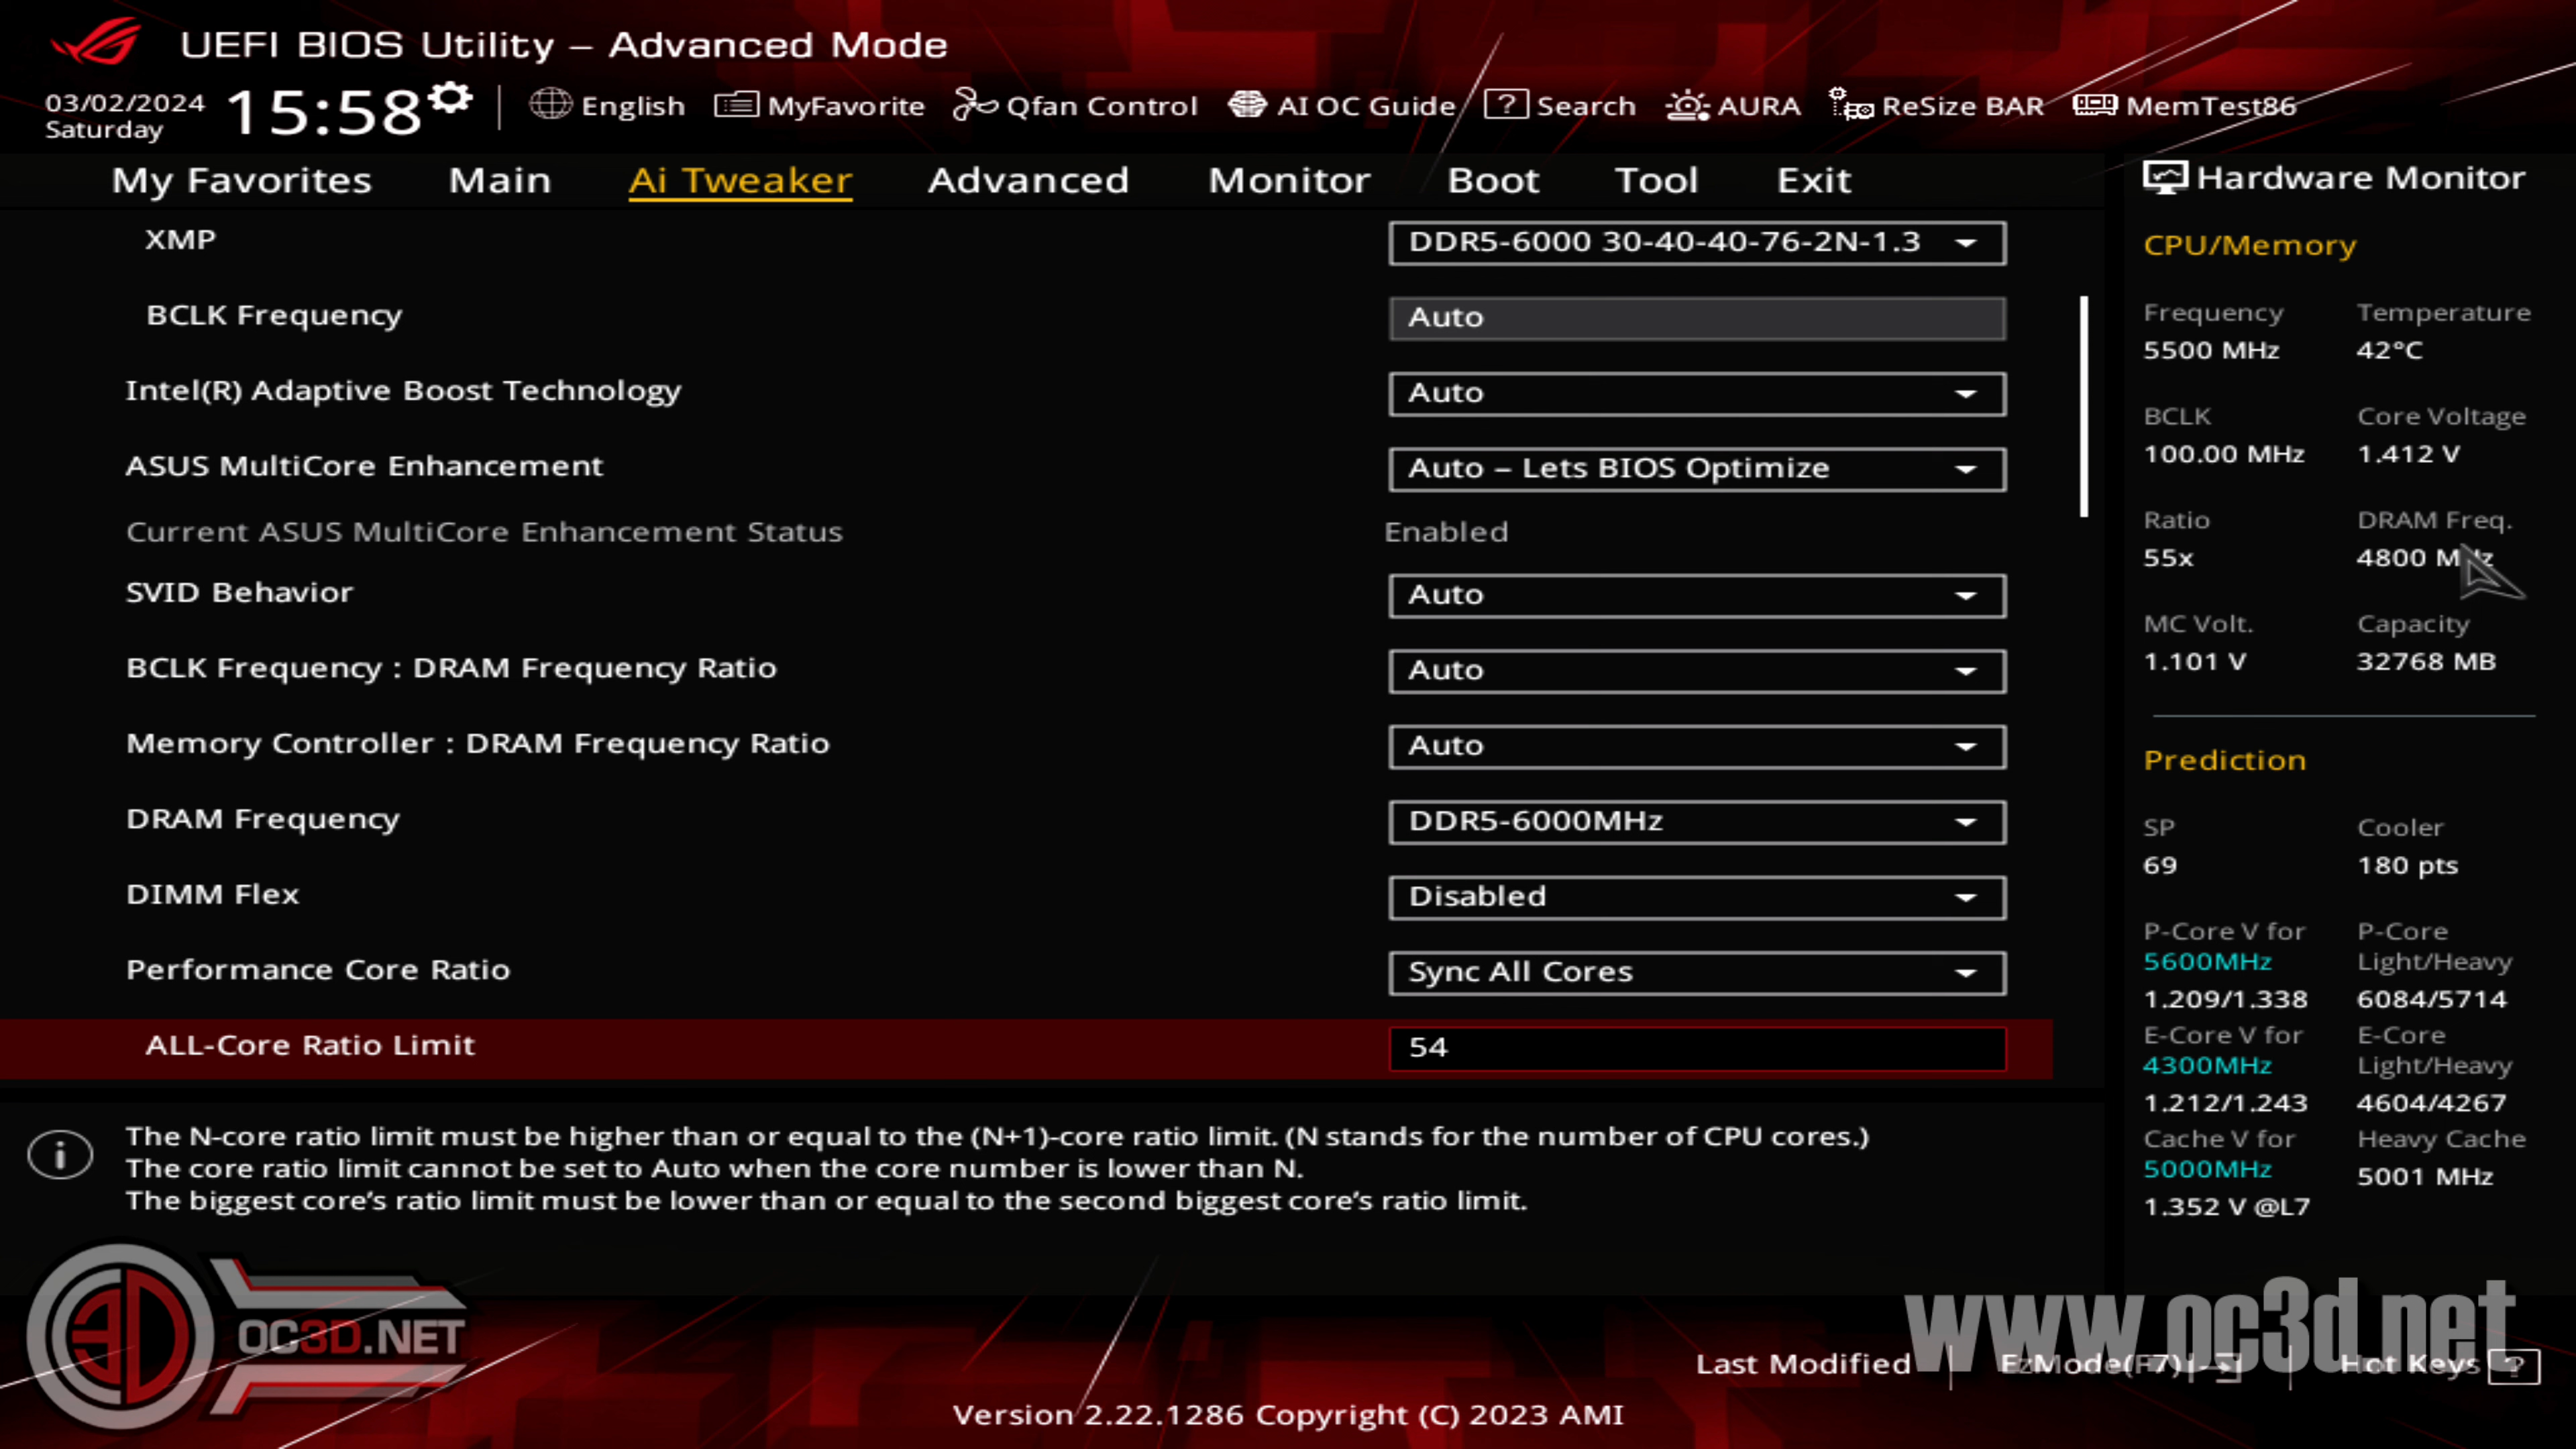 UEFI BIOS Utility – Advanced Mode
03/02/2024
Saturday
15:58
English
MyFavorite
Qfan Control
AI OC Guide
? Search
AURA
ReSize BAR
MemTest86
My Favorites
Main
Ai Tweaker
Advanced
Monitor
Boot
Tool
Exit
XMP
DDR5-6000 30-40-40-76-2N-1.3
BCLK Frequency
Auto
Intel(R) Adaptive Boost Technology
Auto
ASUS MultiCore Enhancement
Auto – Lets BIOS Optimize
Current ASUS MultiCore Enhancement Status
Enabled
SVID Behavior
Auto
BCLK Frequency : DRAM Frequency Ratio
Auto
Memory Controller : DRAM Frequency Ratio
Auto
DRAM Frequency
DDR5-6000MHz
DIMM Flex
Disabled
Performance Core Ratio
Sync All Cores
ALL-Core Ratio Limit
54
The N-core ratio limit must be higher than or equal to the (N+1)-core ratio limit. (N stands for the number of CPU cores.)
The core ratio limit cannot be set to Auto when the core number is lower than N.
The biggest core's ratio limit must be lower than or equal to the second biggest core's ratio limit.
Hardware Monitor
CPU/Memory
Frequency
Temperature
5500 MHz
42°C
BCLK
Core Voltage
100.00 MHz
1.412 V
Ratio
DRAM Freq.
55x
4800 MHz
MC Volt.
Capacity
1.101 V
32768 MB
Prediction
SP
Cooler
69
180 pts
P-Core V for
P-Core
5600MHz
Light/Heavy
1.209/1.338
6084/5714
E-Core V for
E-Core
4300MHz
Light/Heavy
1.212/1.243
4604/4267
Cache V for
Heavy Cache
5000MHz
5001 MHz
1.352 V @L7
OC3D.NET
www.oc3d.net
Last Modified
EzMode(F7)
Hot Keys ?
Version 2.22.1286 Copyright (C) 2023 AMI